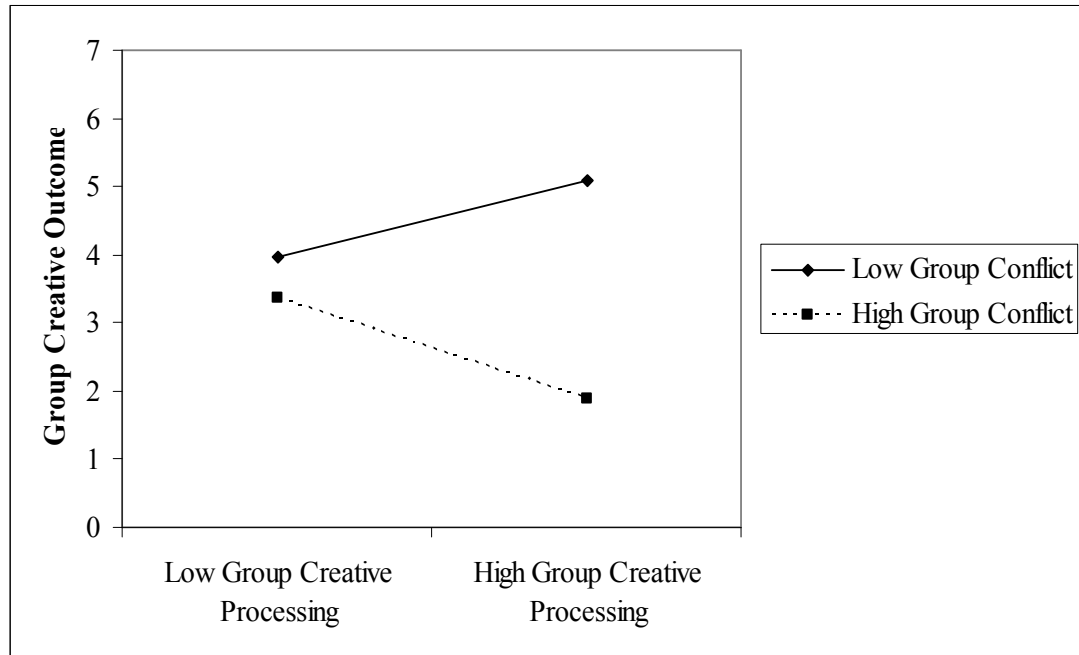 7
6
5
4
3
2
1
0
Group Creative Outcome
Low Group Creative
Processing
High Group Creative
Processing
Low Group Conflict
High Group Conflict